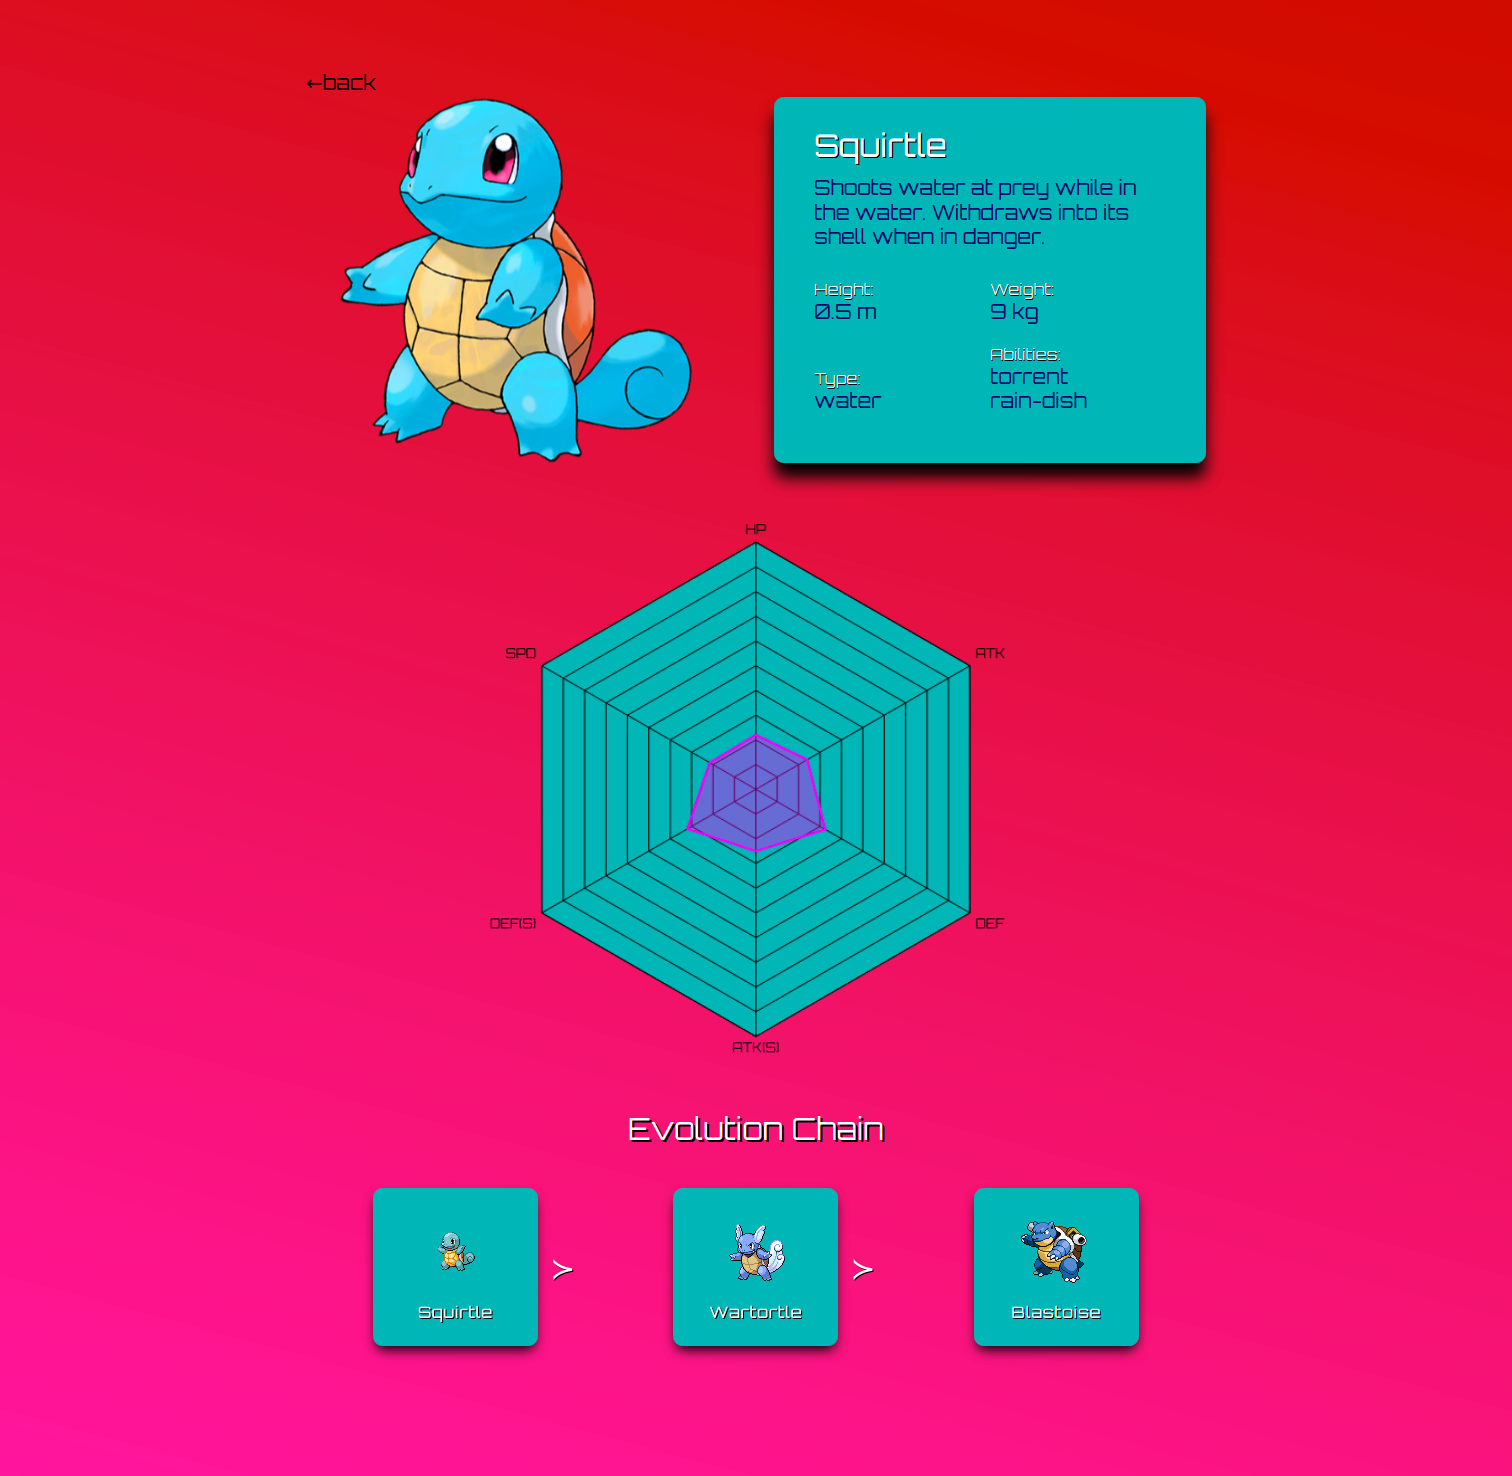 ←back
Squirtle
Shoots water at prey while in
the water. Withdraws into its
shell when in danger.
Height:
0.5 m
Weight:
9 kg
Type:
water
Abilities:
torrent
rain-dish
HP
SPD
ATK
DEF(S)
DEF
ATK(S)
Evolution Chain
Squirtle
>
Wartortle
>
Blastoise